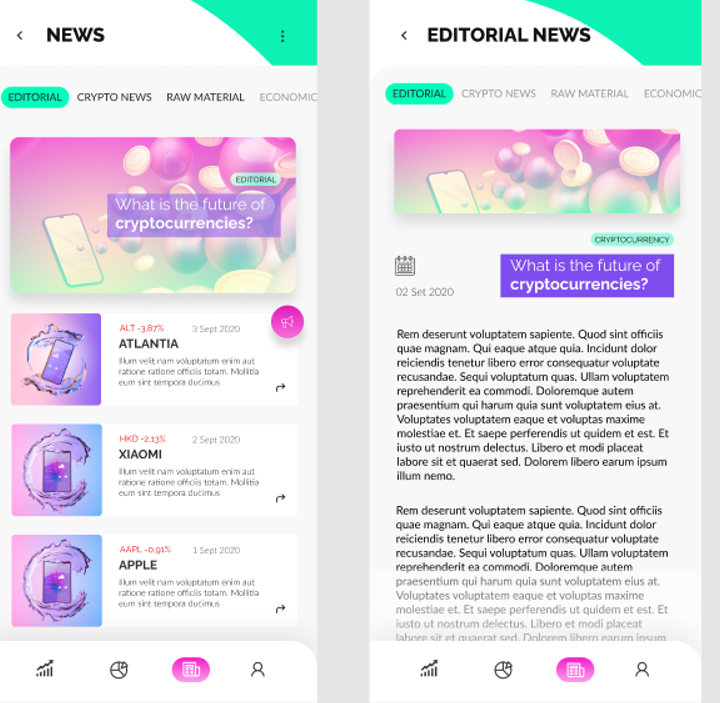 NEWS
EDITORIAL CRYPTO NEWS RAW MATERIAL ECONOMIC
EDITORIAL
What is the future of
cryptocurrencies?
ALT -3.87% 3 Sept 2020
ATLANTIA
Illum velit nam voluptatum enim aut
ratione ratione officiis totam. Mollitia
eum sint tempora ducimus
HKD -2.13% 2 Sept 2020
XIAOMI
Illum velit nam voluptatum enim aut
ratione ratione officiis totam. Mollitia
eum sint tempora ducimus
AAPL -0.91% 1 Sept 2020
APPLE
Illum velit nam voluptatum enim aut
ratione ratione officiis totam. Mollitia
eum sint tempora ducimus
EDITORIAL NEWS
EDITORIAL CRYPTO NEWS RAW MATERIAL ECONOMIC
CRYPTOCURRENCY
What is the future of
cryptocurrencies?
02 Set 2020
Rem deserunt voluptatem sapiente. Quod sint officiis
quae magnam. Qui eaque atque quia. Incidunt dolor
reiciendis tenetur libero error consequatur voluptate
recusandae. Sequi voluptatum quas. Ullam voluptatem
reprehenderit ea commodi. Doloremque autem
praesentium qui harum quia sunt voluptatem eius at.
Voluptates voluptatem eaque et voluptas maxime
molestiae et. Et saepe perferendis ut quidem et est. Et
iusto ut nostrum delectus. Libero et modi placeat
labore sit et quaerat sed. Dolorem libero earum ipsum
illum nemo.
Rem deserunt voluptatem sapiente. Quod sint officiis
quae magnam. Qui eaque atque quia. Incidunt dolor
reiciendis tenetur libero error consequatur voluptate
recusandae. Sequi voluptatum quas. Ullam voluptatem
reprehenderit ea commodi. Doloremque autem
praesentium qui harum quia sunt voluptatem eius at.
Voluptates voluptatem eaque et voluptas maxime
molestiae et. Et saepe perferendis ut quidem et est. Et
iusto ut nostrum delectus. Libero et modi placeat
labore sit et quaerat sed. Dolorem libero earum ipsum